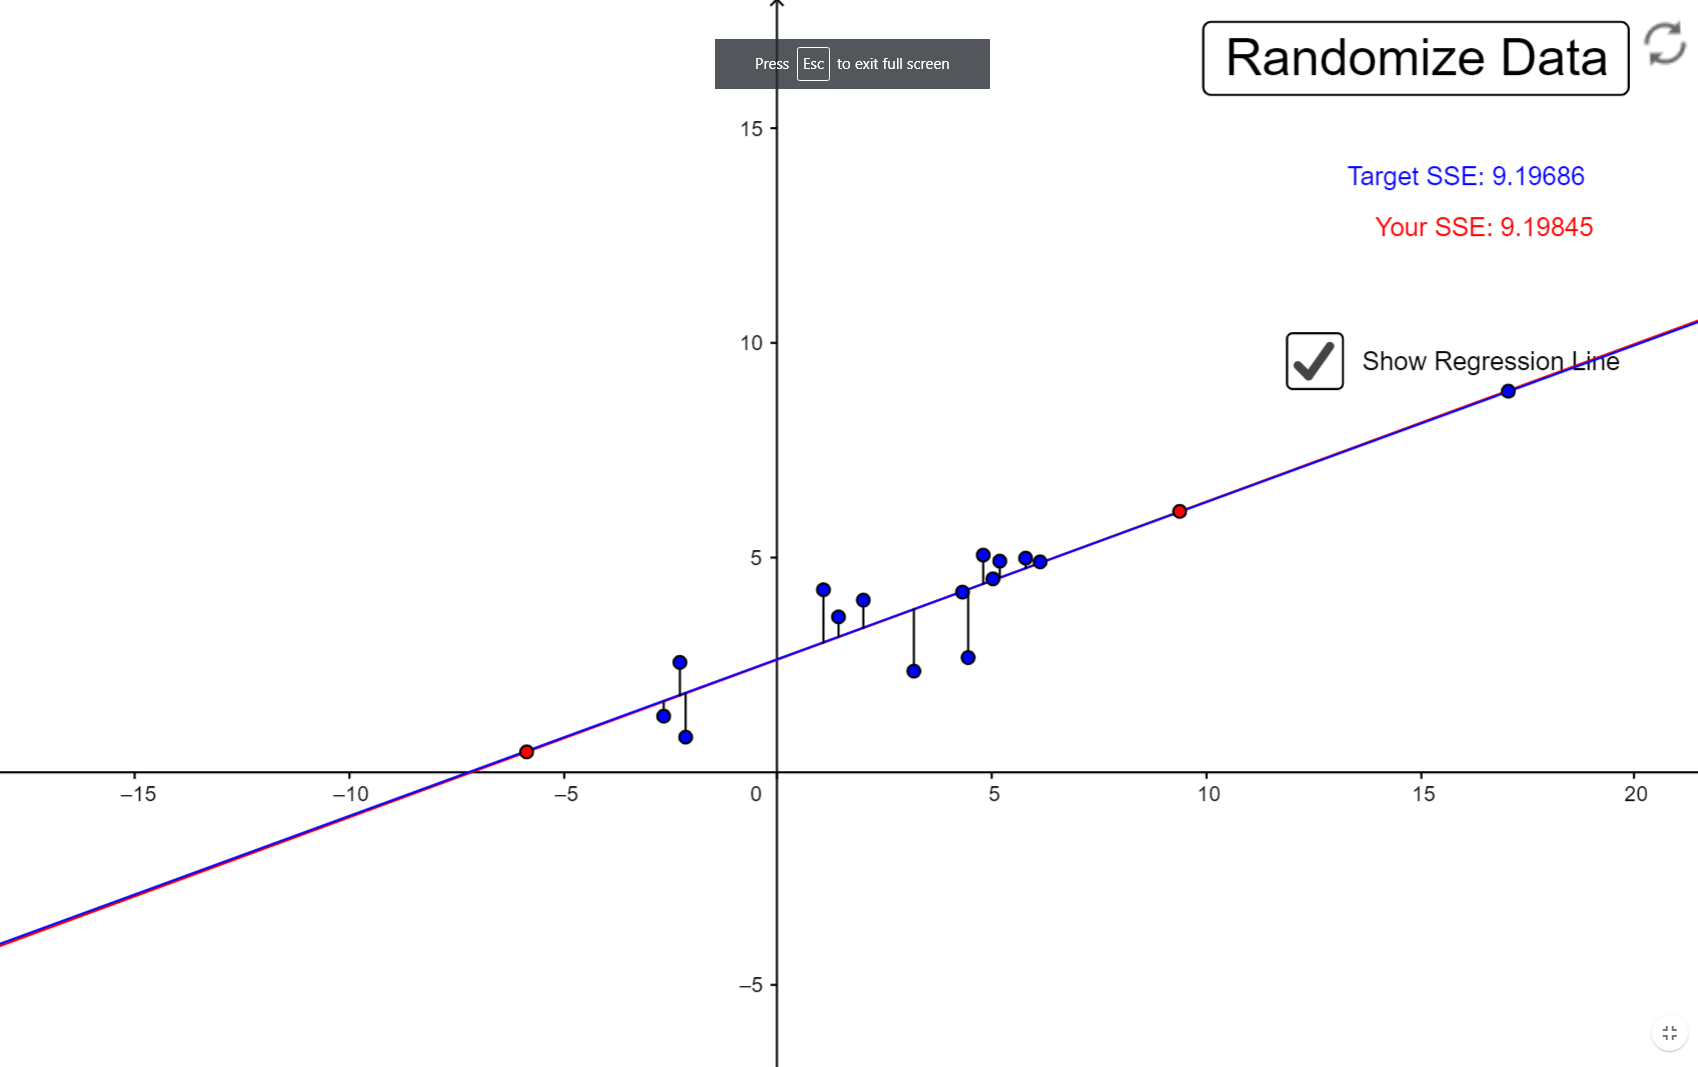 Press Esc to exit full screen
Randomize Data
15
Target SSE: 9.19686
Your SSE: 9.19845
10
Show Regression Line
5
–15 –10 –5 0 5 10 15 20
–5